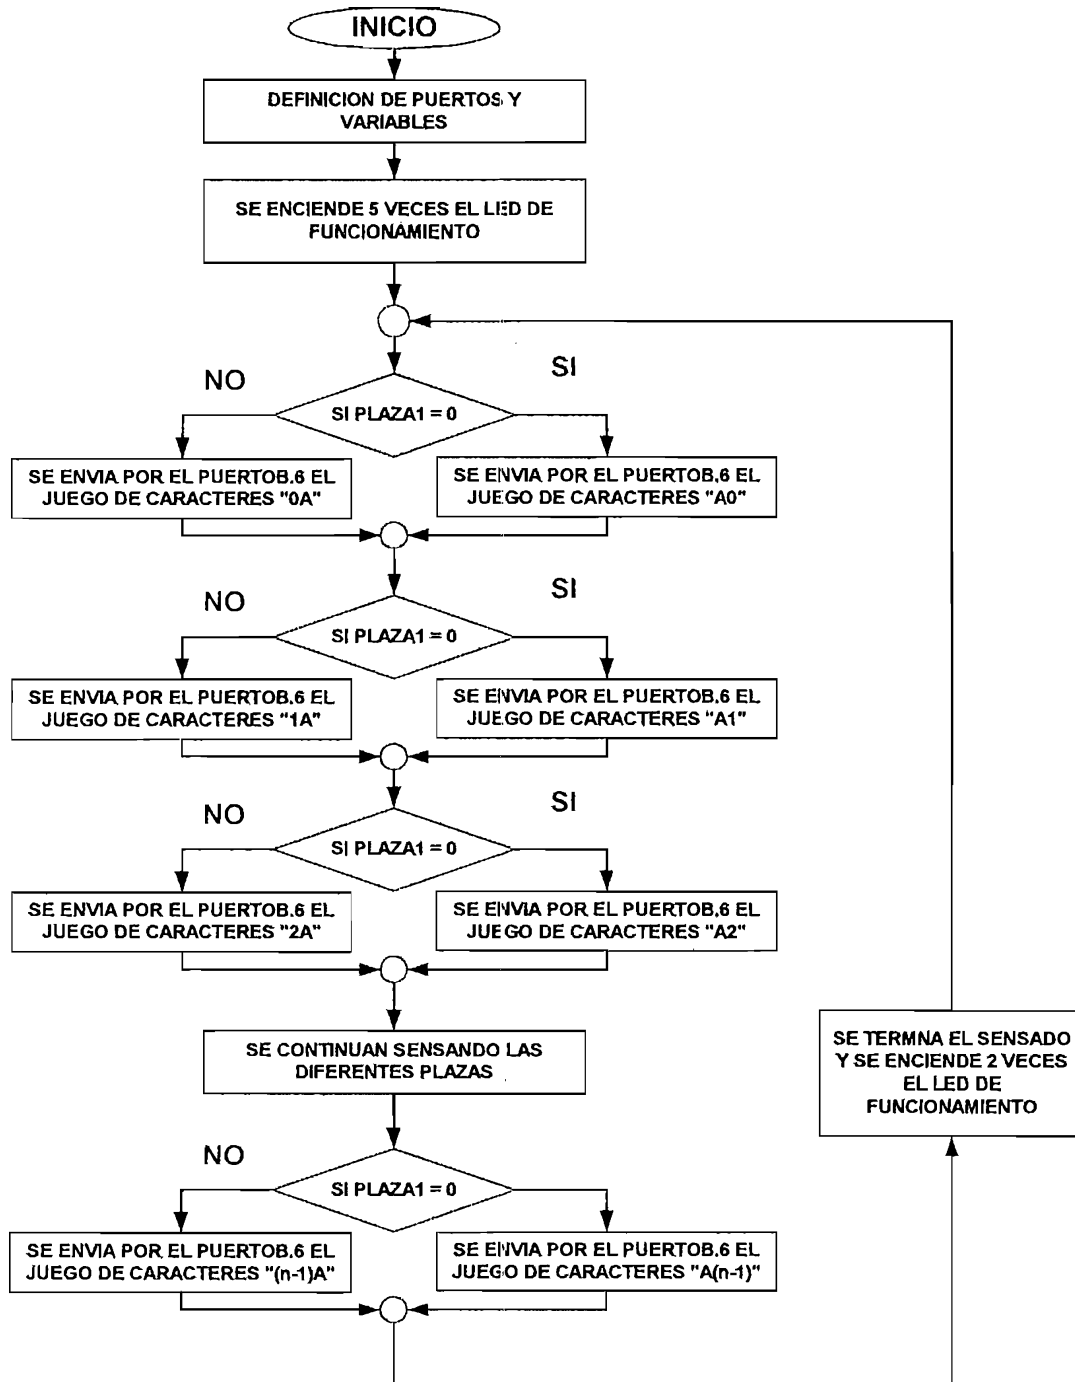 INICIO
DEFINICION DE PUERTOS Y
VARIABLES
SE ENCIENDE 5 VECES EL LED DE
FUNCIONAMIENTO
NO
SI
SI PLAZA1 = 0
SE ENVIA POR EL PUERTOB.6 EL
JUEGO DE CARACTERES "0A"
SE ENVIA POR EL PUERTOB.6 EL
JUEGO DE CARACTERES "A0"
NO
SI
SI PLAZA1 = 0
SE ENVIA POR EL PUERTOB.6 EL
JUEGO DE CARACTERES "1A"
SE ENVIA POR EL PUERTOB.6 EL
JUEGO DE CARACTERES "A1"
NO
SI
SI PLAZA1 = 0
SE ENVIA POR EL PUERTOB.6 EL
JUEGO DE CARACTERES "2A"
SE ENVIA POR EL PUERTOB.6 EL
JUEGO DE CARACTERES "A2"
SE CONTINUAN SENSANDO LAS
DIFERENTES PLAZAS
SE TERMNA EL SENSADO
Y SE ENCIENDE 2 VECES
EL LED DE
FUNCIONAMIENTO
NO
SI PLAZA1 = 0
SE ENVIA POR EL PUERTOB.6 EL
JUEGO DE CARACTERES "(n-1)A"
SE ENVIA POR EL PUERTOB.6 EL
JUEGO DE CARACTERES "A(n-1)"